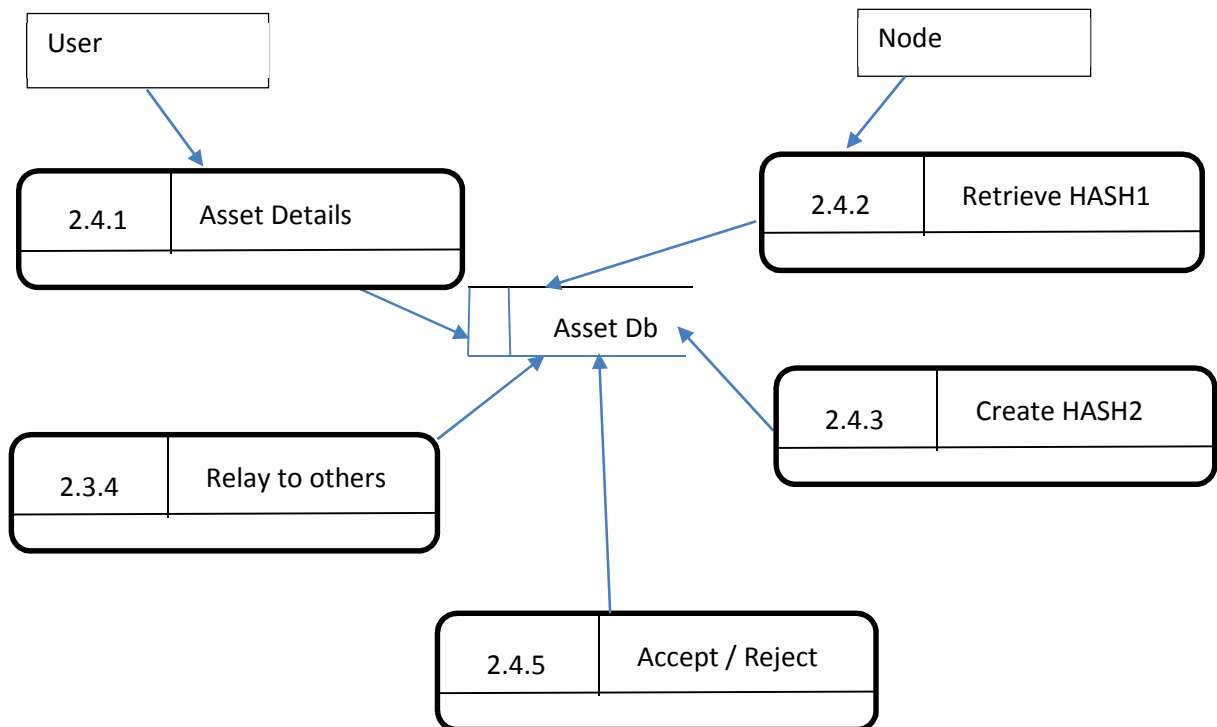 User
Node
2.4.1 Asset Details
2.4.2 Retrieve HASH1
Asset Db
2.4.3 Create HASH2
2.3.4 Relay to others
2.4.5 Accept / Reject